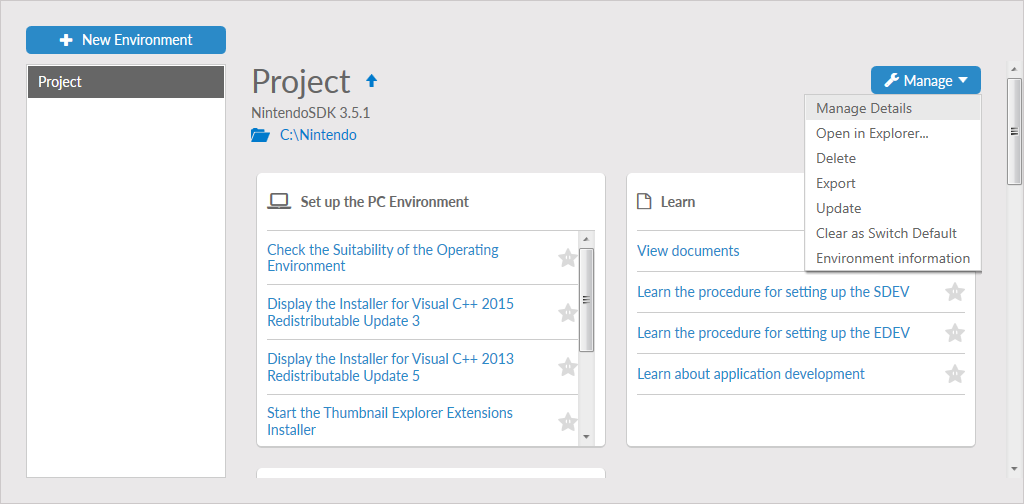 New Environment
Project
Project
NintendoSDK 3.5.1
C:\Nintendo
Manage
Manage Details
Open in Explorer...
Delete
Export
Update
Clear as Switch Default
Environment information
Set up the PC Environment
Check the Suitability of the Operating
Environment
Display the Installer for Visual C++ 2015
Redistributable Update 3
Display the Installer for Visual C++ 2013
Redistributable Update 5
Start the Thumbnail Explorer Extensions
Installer
Learn
View documents
Learn the procedure for setting up the SDEV
Learn the procedure for setting up the EDEV
Learn about application development